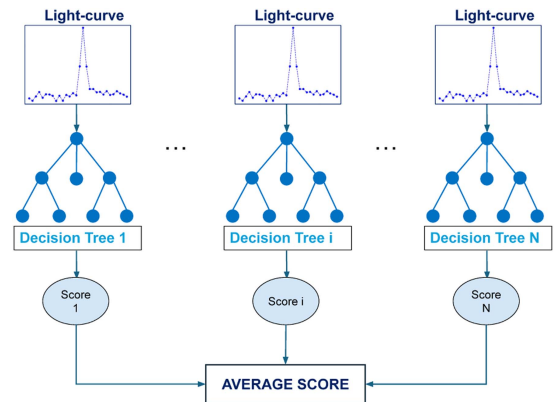 Light-curve
Light-curve
Light-curve
...
...
Decision Tree 1
Decision Tree i
Decision Tree N
Score
1
Score i
Score
N
AVERAGE SCORE